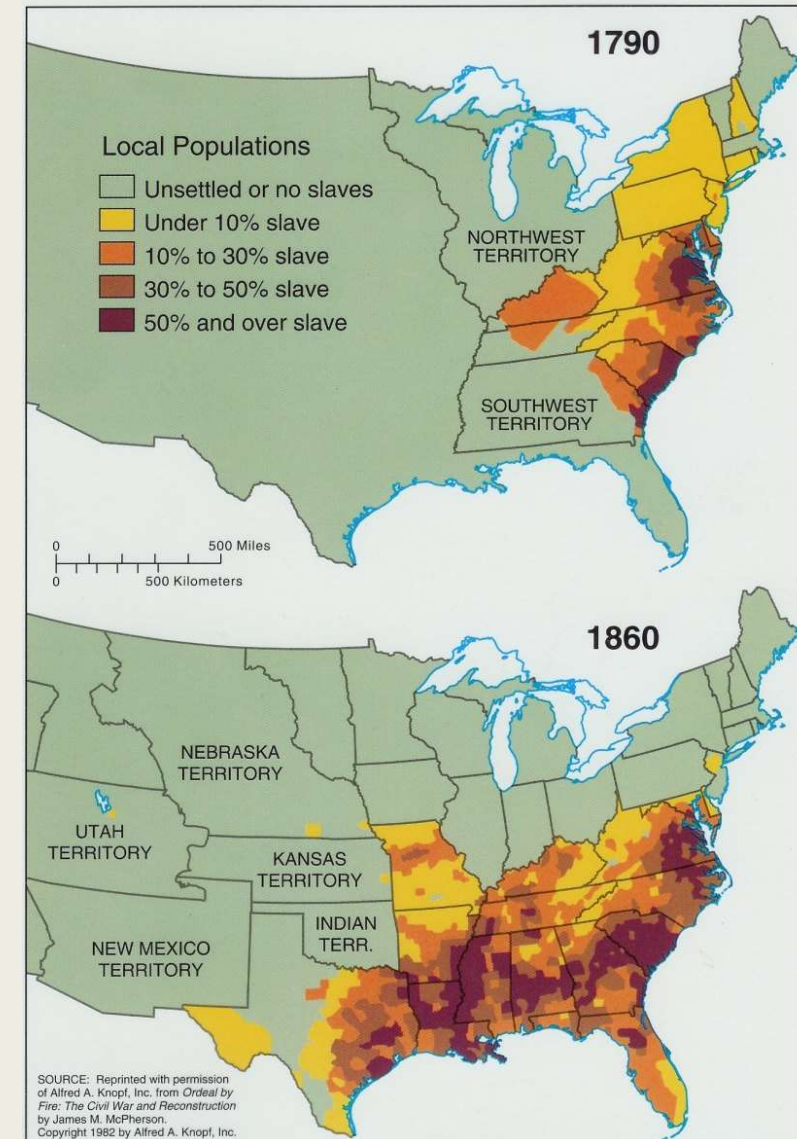 1790
Local Populations
Unsettled or no slaves
Under 10% slave
10% to 30% slave
30% to 50% slave
50% and over slave
NORTHWEST
TERRITORY
SOUTHWEST
TERRITORY
0 500 Miles
0 500 Kilometers
1860
NEBRASKA
TERRITORY
UTAH
TERRITORY
KANSAS
TERRITORY
INDIAN
TERR.
NEW MEXICO
TERRITORY
SOURCE: Reprinted with permission
of Alfred A. Knopf, Inc. from Ordeal by
Fire: The Civil War and Reconstruction
by James M. McPherson.
Copyright 1982 by Alfred A. Knopf, Inc.